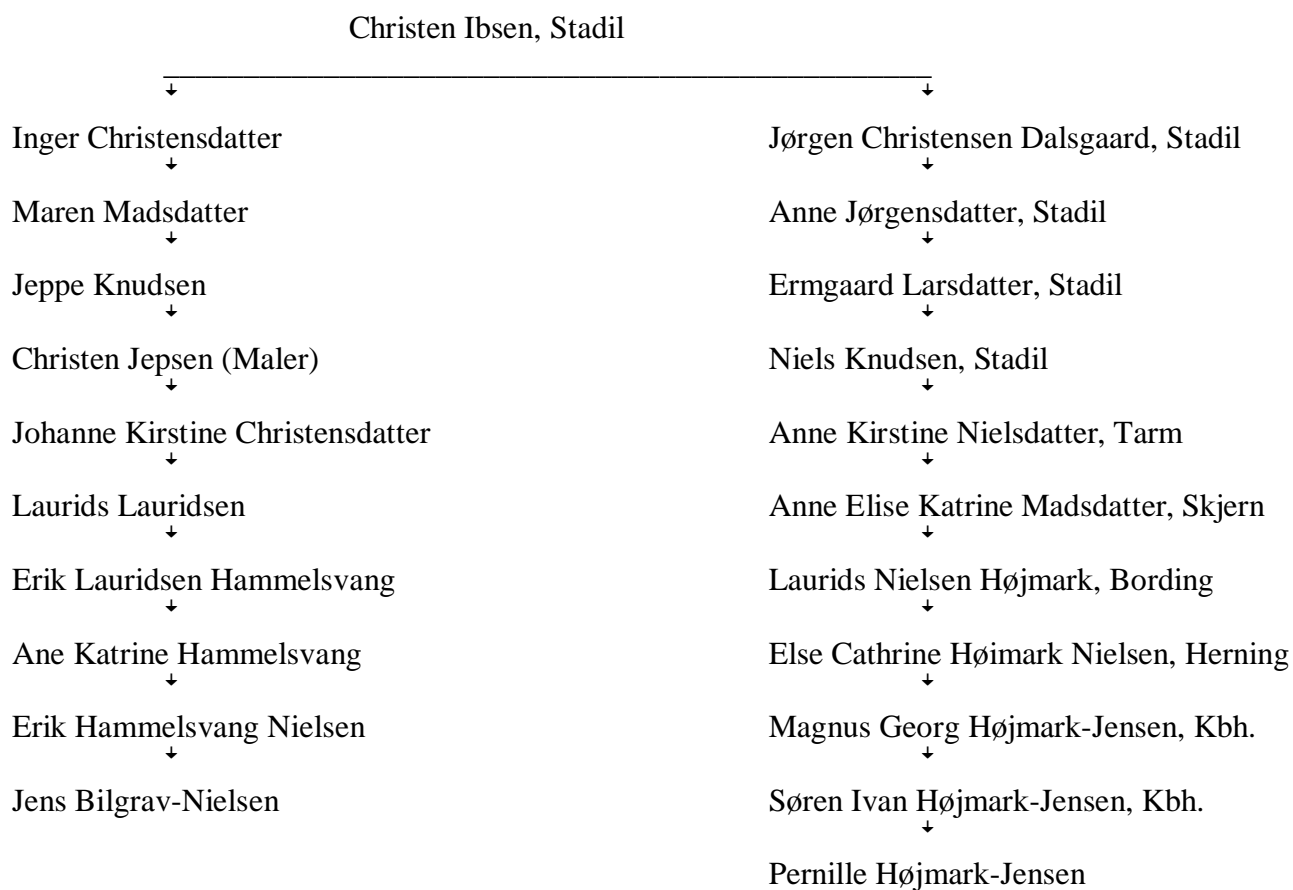 Christen Ibsen, Stadil
Inger Christensdatter
Jørgen Christensen Dalsgaard, Stadil
Maren Madsdatter
Anne Jørgensdatter, Stadil
Jeppe Knudsen
Ermgaard Larsdatter, Stadil
Christen Jepsen (Maler)
Niels Knudsen, Stadil
Johanne Kirstine Christensdatter
Anne Kirstine Nielsdatter, Tarm
Laurids Lauridsen
Anne Elise Katrine Madsdatter, Skjern
Erik Lauridsen Hammelsvang
Laurids Nielsen Højmark, Bording
Ane Katrine Hammelsvang
Else Cathrine Høimark Nielsen, Herning
Erik Hammelsvang Nielsen
Magnus Georg Højmark-Jensen, Kbh.
Jens Bilgrav-Nielsen
Søren Ivan Højmark-Jensen, Kbh.
Pernille Højmark-Jensen